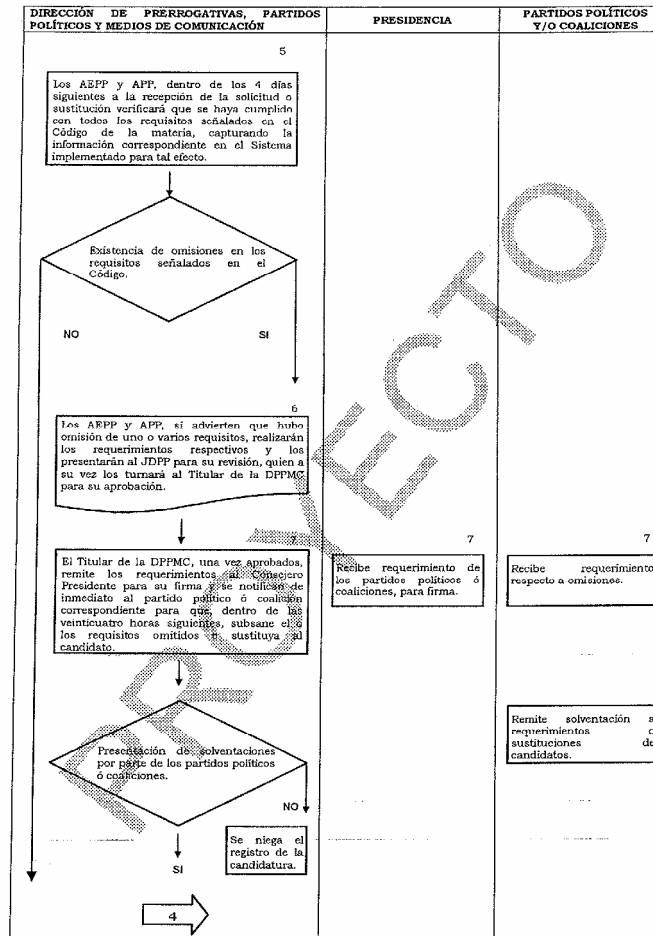 DIRECCIÓN DE PRERROGATIVAS, PARTIDOS
POLÍTICOS Y MEDIOS DE COMUNICACIÓN
PRESIDENCIA
PARTIDOS POLÍTICOS
Y/O COALICIONES
5
Los AEPP y APP, dentro de los 4 días
siguientes a la recepción de la solicitud o
sustitución verificará que se haya cumplido
con todos los requisitos señalados en el
Código de la materia, capturando la
información correspondiente en el Sistema
implementado para tal efecto.
Existencia de omisiones en los
requisitos señalados en el
Código.
NO
SI
6
Los AEPP y APP, sí advierten que hubo
omisión de uno o varios requisitos, realizarán
los requerimientos respectivos y los
presentarán al JDPP para su revisión, quien a
su vez los turnará al Titular de la DPPMC
para su aprobación.
7
El Titular de la DPPMC, una vez aprobados,
remite los requerimientos al Consejero
Presidente para su firma y se notifican de
inmediato al partido político ó coalición
correspondiente para que, dentro de las
veinticuatro horas siguientes, subsane el o
los requisitos omitidos o sustituya al
candidato.
7
Recibe requerimiento de
los partidos políticos ó
coaliciones, para firma.
7
Recibe requerimiento
respecto a omisiones.
Remite solventación a
requerimientos o
sustituciones de
candidatos.
Presentación de solventaciones
por parte de los partidos políticos
ó coaliciones.
NO
Se niega el
registro de la
candidatura.
SI
4
PROYECTO